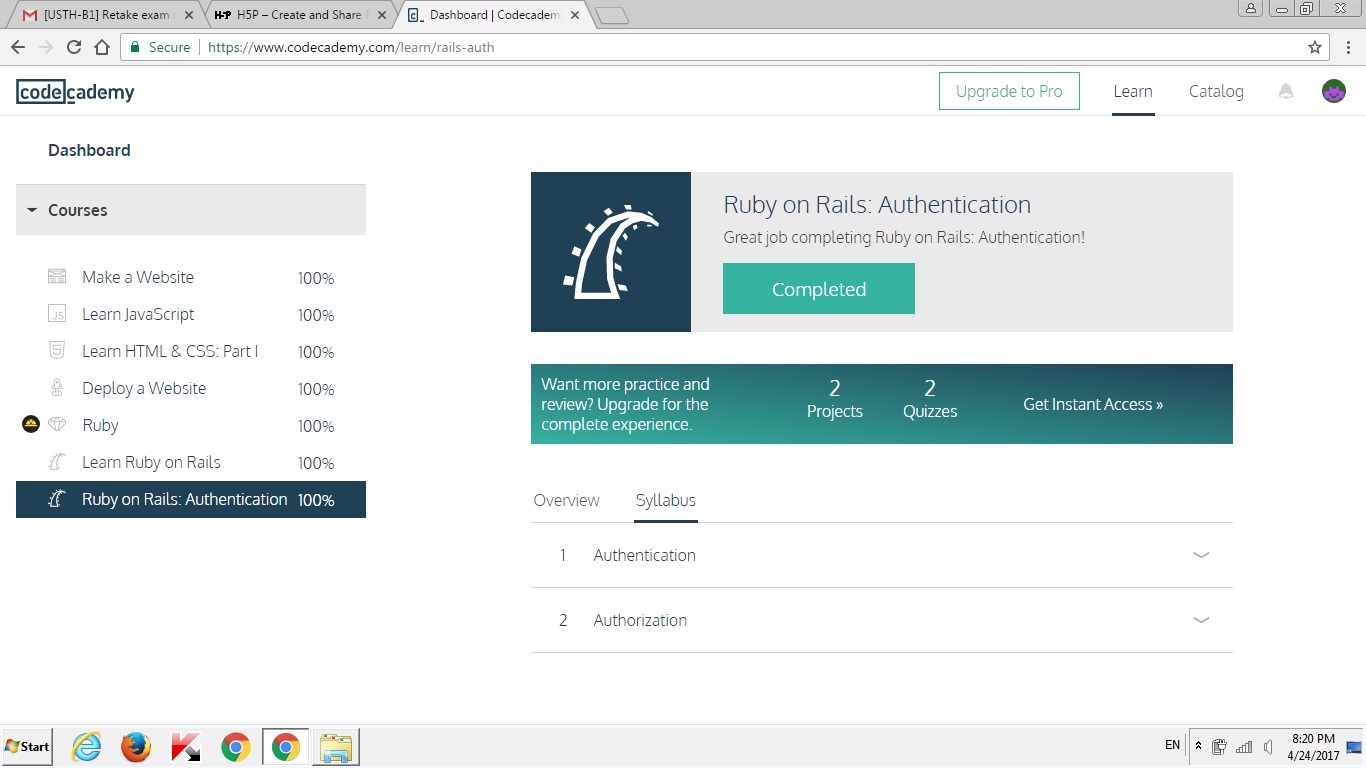 [USTH-B1] Retake exam
H5P – Create and Share
Dashboard | Codecadem
Secure
https://www.codecademy.com/learn/rails-auth
codecademy
Upgrade to Pro
Learn
Catalog
Dashboard
Courses
Make a Website 100%
JS Learn JavaScript 100%
Learn HTML & CSS: Part I 100%
Deploy a Website 100%
Ruby 100%
Learn Ruby on Rails 100%
Ruby on Rails: Authentication 100%
Ruby on Rails: Authentication
Great job completing Ruby on Rails: Authentication!
Completed
Want more practice and
review? Upgrade for the
complete experience.
2
Projects
2
Quizzes
Get Instant Access »
Overview
Syllabus
1 Authentication
2 Authorization
Start
EN
8:20 PM
4/24/2017